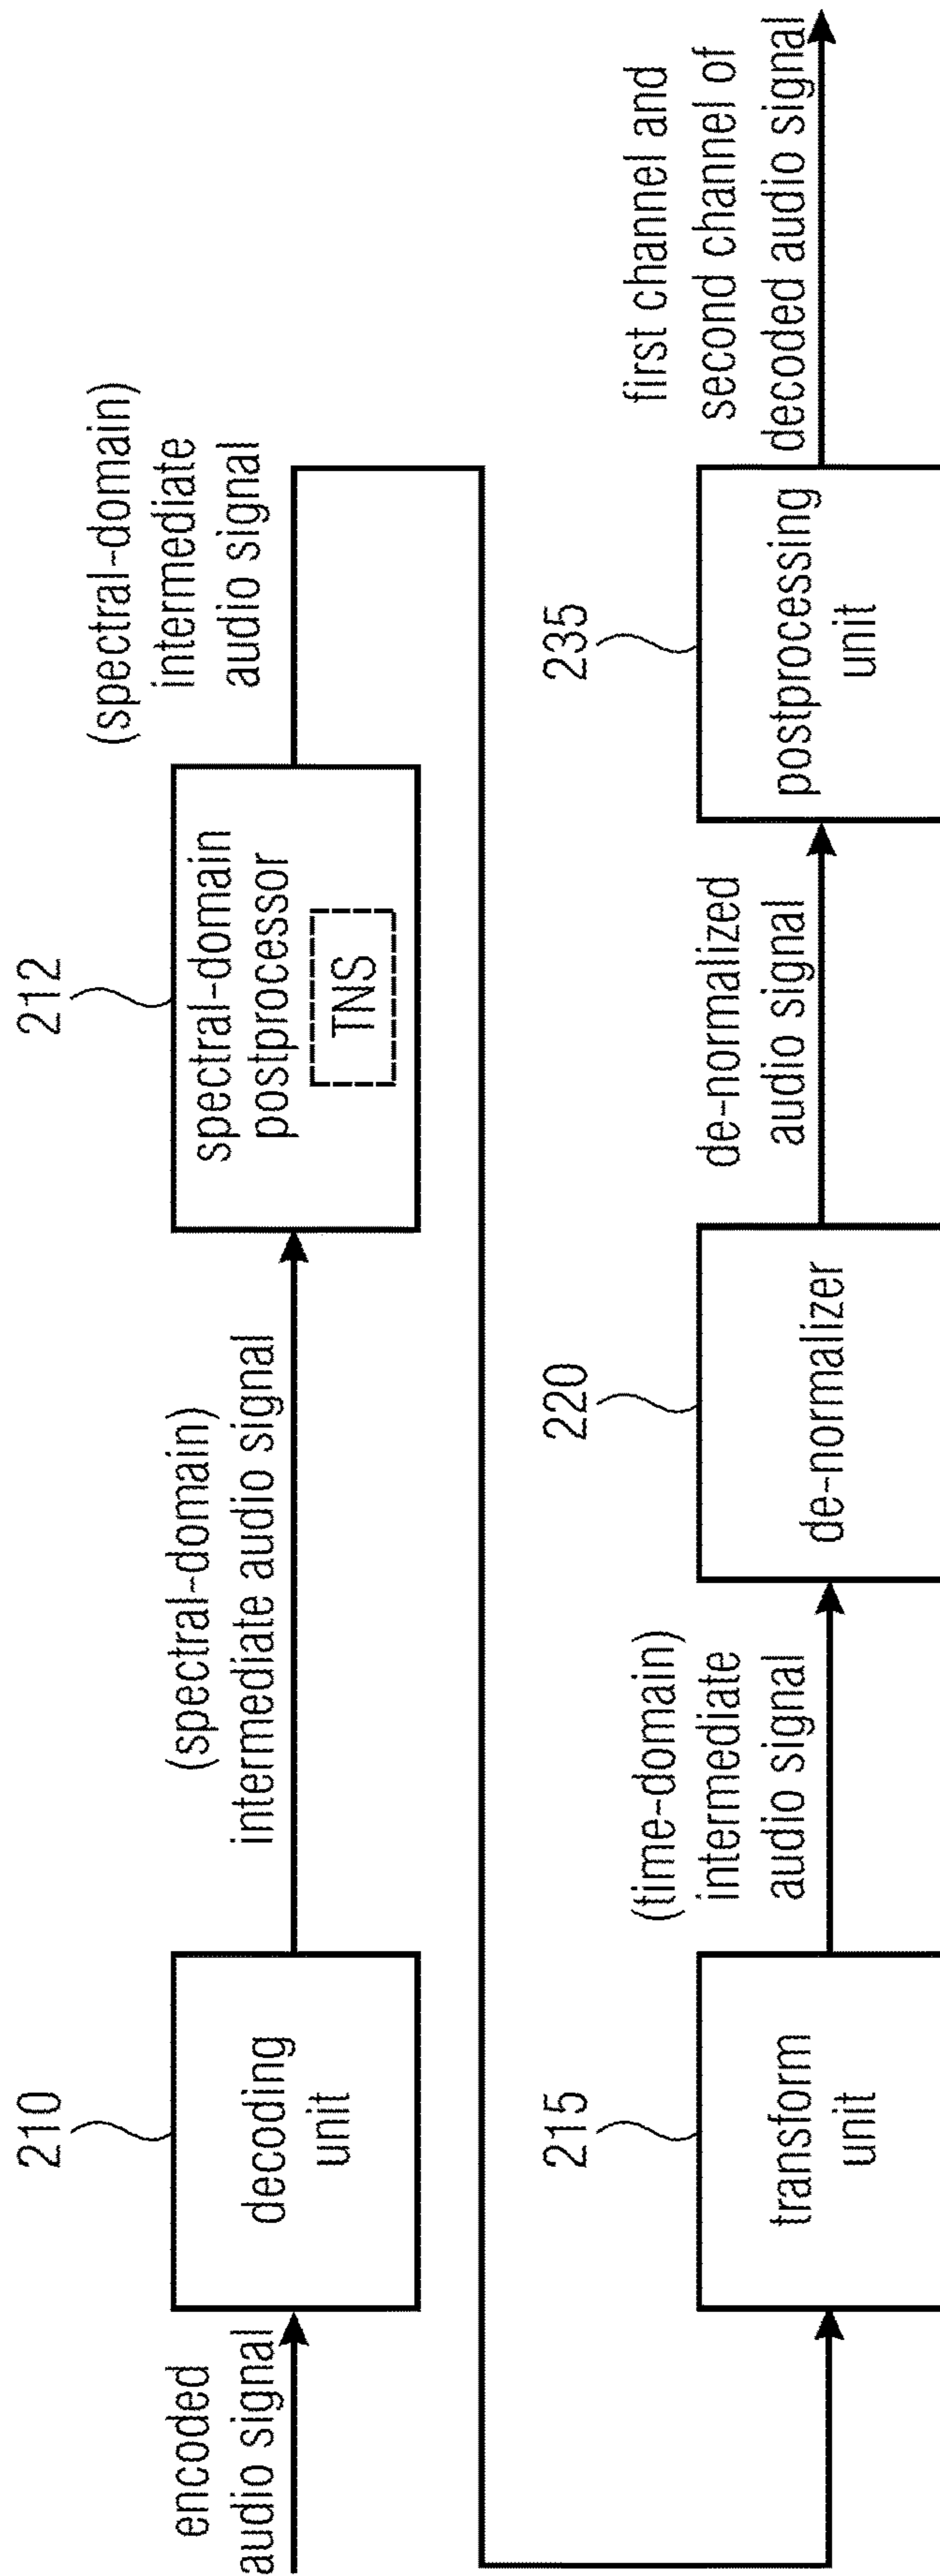 encoded
audio signal
210
decoding
unit
(spectral-domain)
intermediate audio signal
212
spectral-domain
postprocessor
TNS
(spectral-domain)
intermediate
audio signal
215
transform
unit
(time-domain)
intermediate
audio signal
220
de-normalizer
de-normalized
audio signal
235
postprocessing
unit
first channel and
second channel of
decoded audio signal